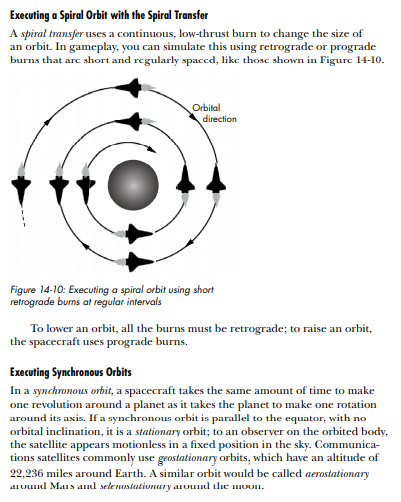 Executing a Spiral Orbit with the Spiral Transfer
A spiral transfer uses a continuous, low-thrust burn to change the size of
an orbit. In gameplay, you can simulate this using retrograde or prograde
burns that are short and regularly spaced, like those shown in Figure 14-10.
Orbital
direction
Figure 14-10: Executing a spiral orbit using short
retrograde burns at regular intervals
To lower an orbit, all the burns must be retrograde; to raise an orbit,
the spacecraft uses prograde burns.
Executing Synchronous Orbits
In a synchronous orbit, a spacecraft takes the same amount of time to make
one revolution around a planet as it takes the planet to make one rotation
around its axis. If a synchronous orbit is parallel to the equator, with no
orbital inclination, it is a stationary orbit; to an observer on the orbited body,
the satellite appears motionless in a fixed position in the sky. Communica-
tions satellites commonly use geostationary orbits, which have an altitude of
22,236 miles around Earth. A similar orbit would be called aerostationary
around Mars and selenostationary around the moon.